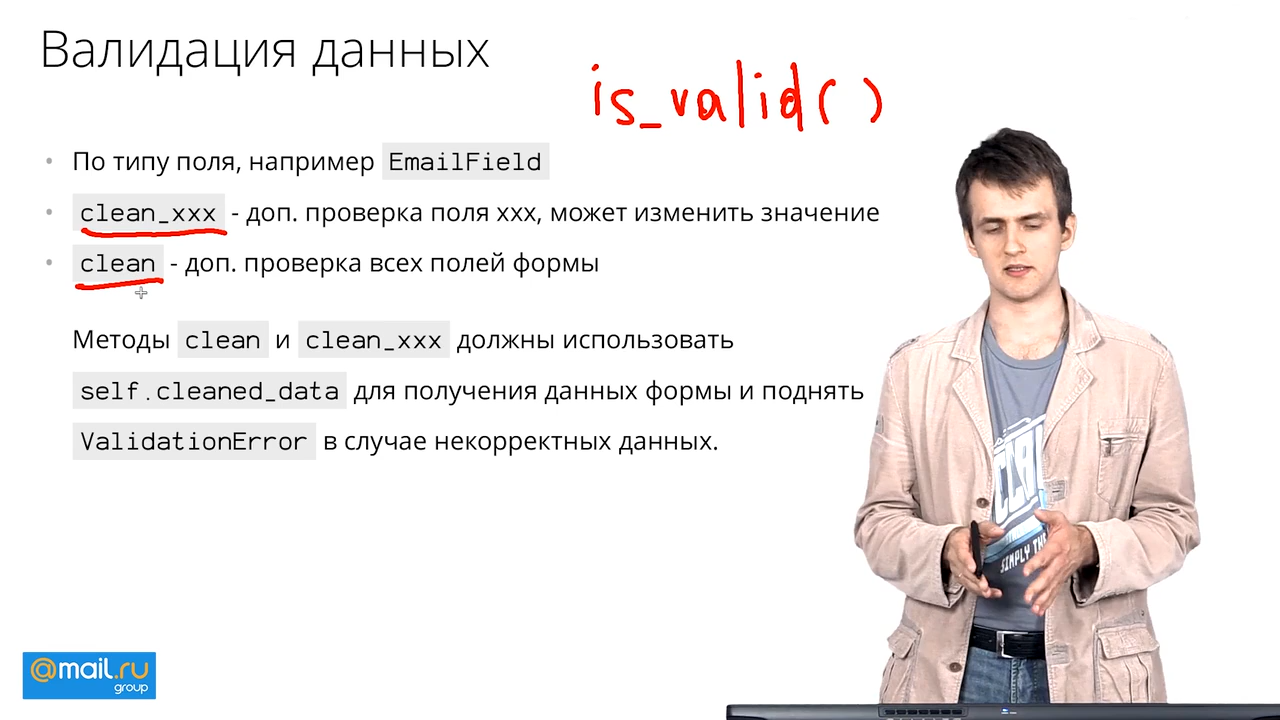 Валидация данных
is_valid()
По типу поля, например EmailField
clean_xxx - доп. проверка поля xxx, может изменить значение
clean - доп. проверка всех полей формы
Методы clean и clean_xxx должны использовать
self.cleaned_data для получения данных формы и поднять
ValidationError в случае некорректных данных.
SIMPLY THE
@mail.ru
group